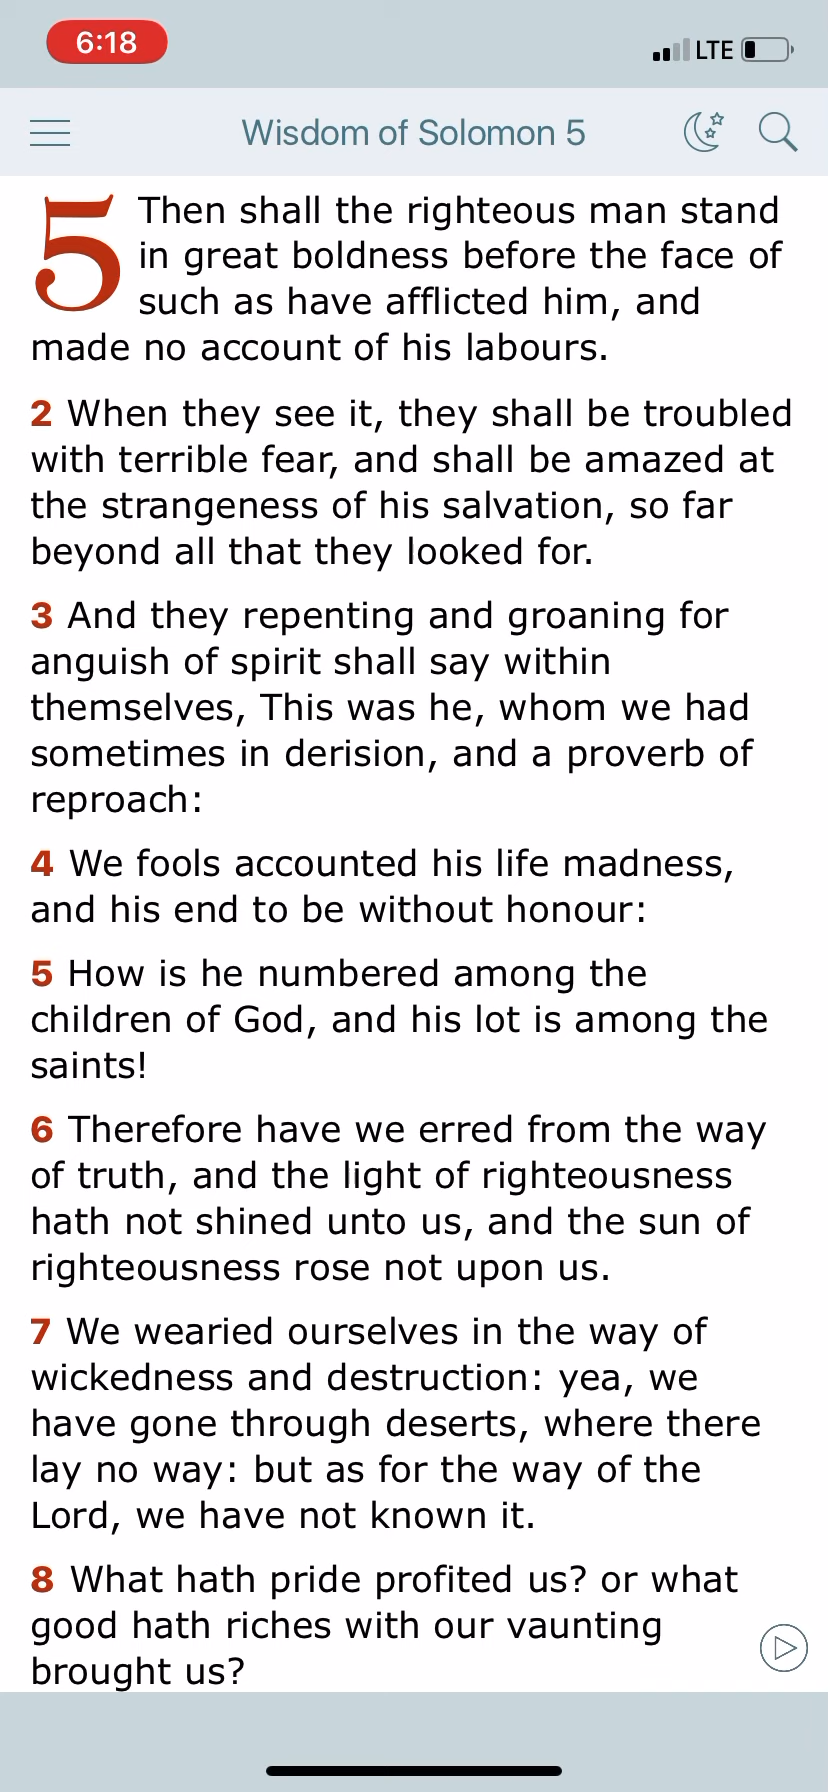 6:18
LTE
Wisdom of Solomon 5
5 Then shall the righteous man stand
in great boldness before the face of
such as have afflicted him, and
made no account of his labours.
2 When they see it, they shall be troubled
with terrible fear, and shall be amazed at
the strangeness of his salvation, so far
beyond all that they looked for.
3 And they repenting and groaning for
anguish of spirit shall say within
themselves, This was he, whom we had
sometimes in derision, and a proverb of
reproach:
4 We fools accounted his life madness,
and his end to be without honour:
5 How is he numbered among the
children of God, and his lot is among the
saints!
6 Therefore have we erred from the way
of truth, and the light of righteousness
hath not shined unto us, and the sun of
righteousness rose not upon us.
7 We wearied ourselves in the way of
wickedness and destruction: yea, we
have gone through deserts, where there
lay no way: but as for the way of the
Lord, we have not known it.
8 What hath pride profited us? or what
good hath riches with our vaunting
brought us?